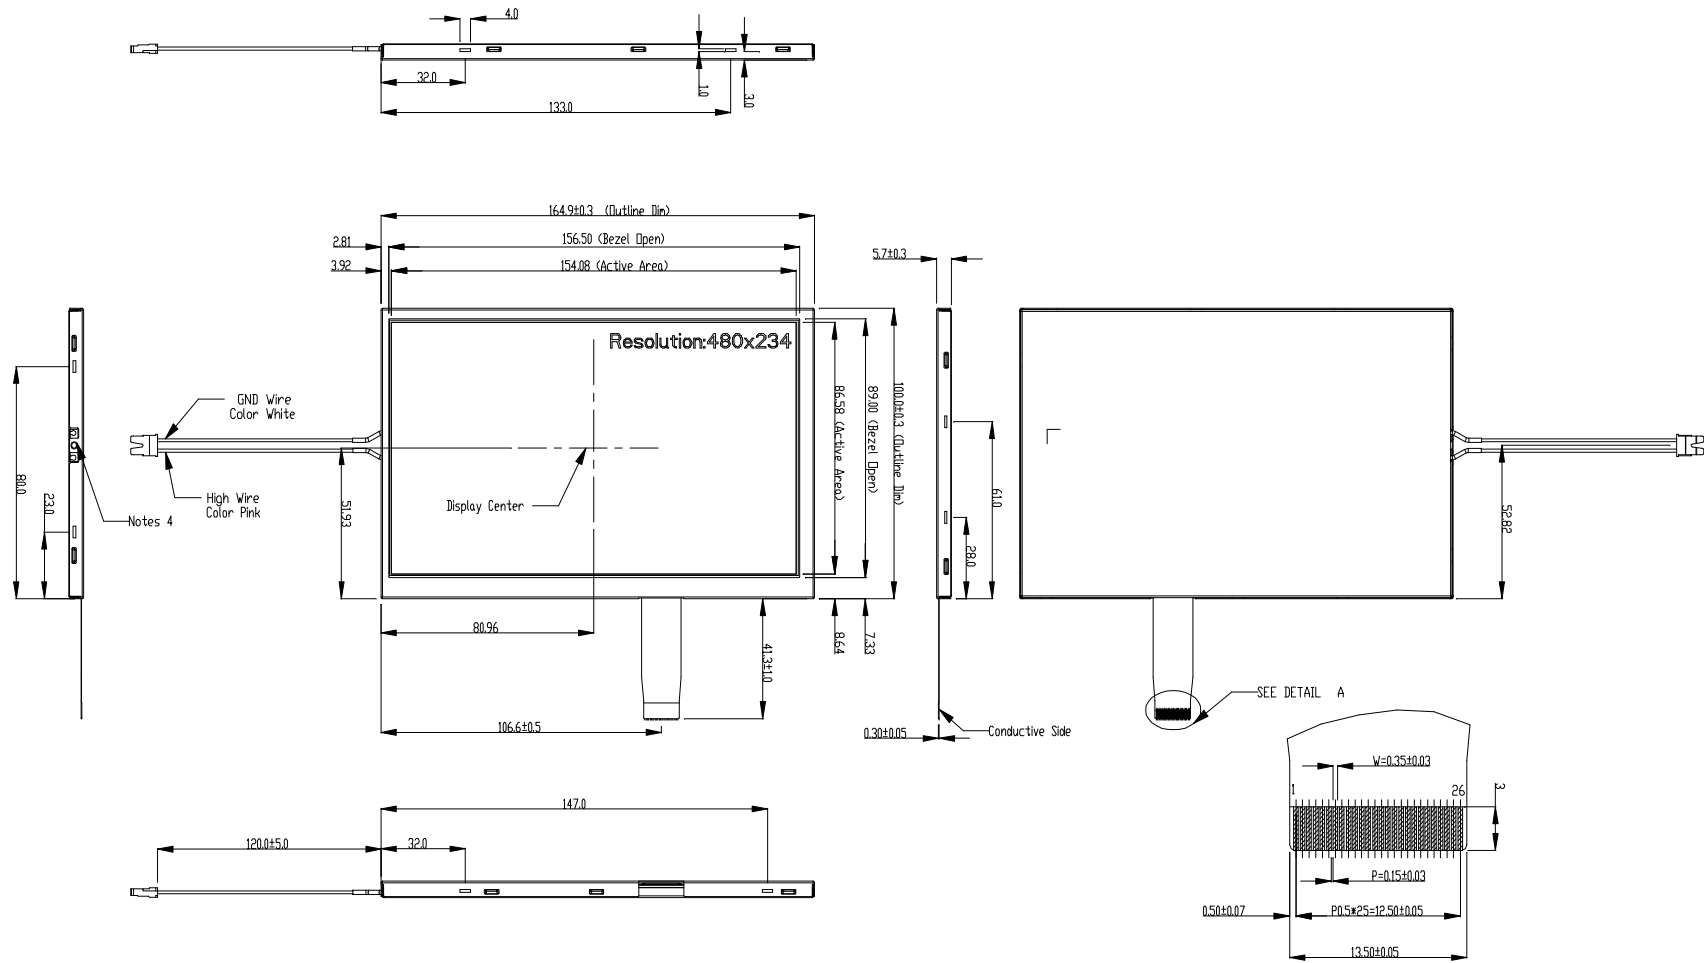 4.0
32.0
1.0
3.0
133.0
164.9±0.3 (Outline Dim)
2.81
156.50 (Bezel Open)
5.7±0.3
3.92
154.08 (Active Area)
Resolution:480x234
GND Wire
Color White
86.58 (Active Area)
89.00 (Bezel Open)
100.0±0.3 (Outline Dim)
80.0
23.0
High Wire
Color Pink
Notes 4
51.93
Display Center
61.0
28.0
52.82
80.96
8.64
7.33
41.3±1.0
SEE DETAIL A
106.6±0.5
0.30±0.05
Conductive Side
W=0.35±0.03
1
26
3
147.0
120.0±5.0
32.0
P=0.15±0.03
0.50±0.07
P0.5*25=12.50±0.05
13.50±0.05